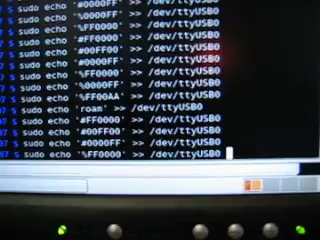 $ sudo echo '#0000FF' >> /dev/ttyUSB0
$ sudo echo '%0000FF' >> /dev/ttyUSB0
$ sudo echo '%FF0000' >> /dev/ttyUSB0
$ sudo echo '#FF0000' >> /dev/ttyUSB0
$ sudo echo '#00FF00' >> /dev/ttyUSB0
$ sudo echo '#0000FF' >> /dev/ttyUSB0
$ sudo echo '%FF0000' >> /dev/ttyUSB0
$ sudo echo '%0000FF' >> /dev/ttyUSB0
$ sudo echo '%FF00AA' >> /dev/ttyUSB0
$ sudo echo 'roam' >> /dev/ttyUSB0
$ sudo echo '#FF0000' >> /dev/ttyUSB0
$ sudo echo '#00FF00' >> /dev/ttyUSB0
$ sudo echo '#0000FF' >> /dev/ttyUSB0
$ sudo echo '%FF0000' >> /dev/ttyUSB0